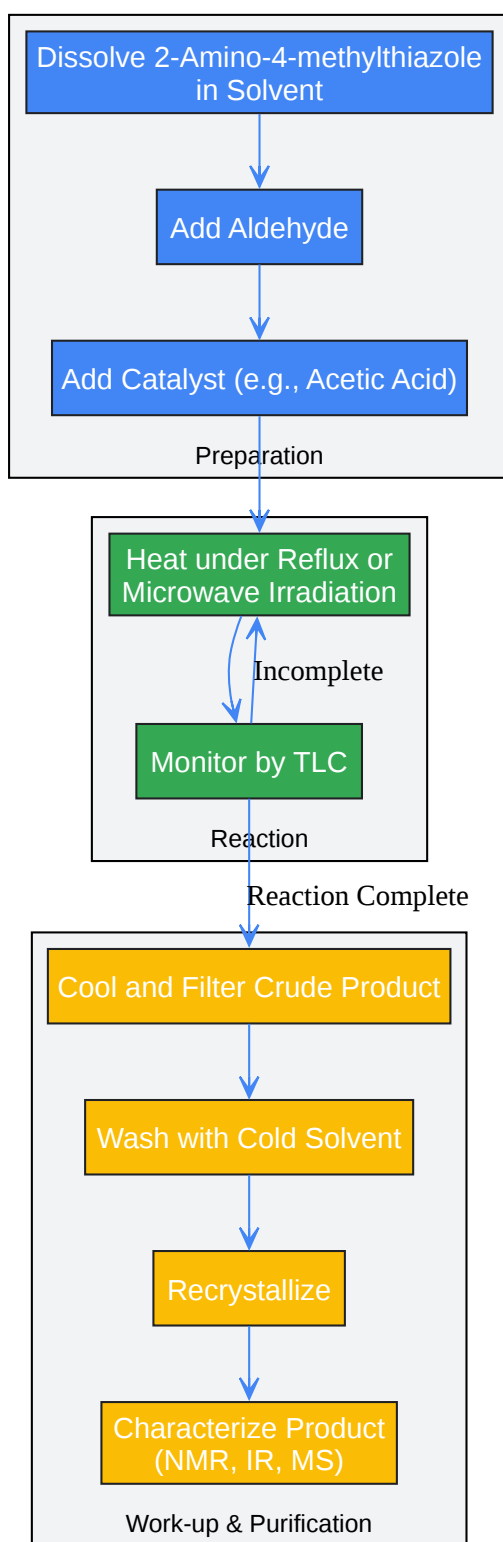 Dissolve 2-Amino-4-methylthiazole
in Solvent
Add Aldehyde
Add Catalyst (e.g., Acetic Acid)
Preparation
Heat under Reflux or
Microwave Irradiation
Incomplete
Monitor by TLC
Reaction
Reaction Complete
Cool and Filter Crude Product
Wash with Cold Solvent
Recrystallize
Characterize Product
(NMR, IR, MS)
Work-up & Purification